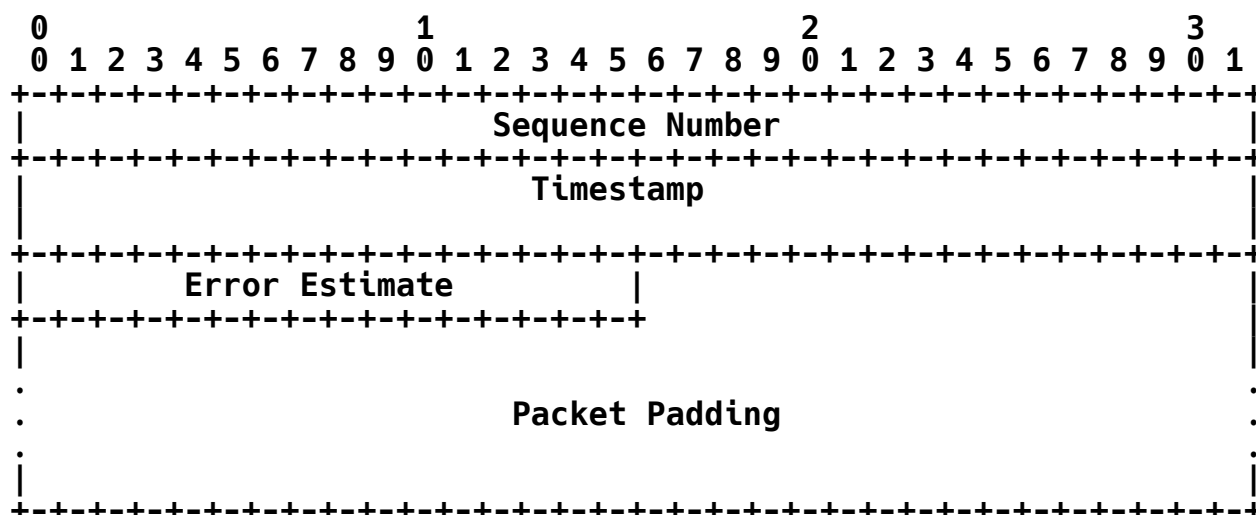 0                   1                   2                   3
 0 1 2 3 4 5 6 7 8 9 0 1 2 3 4 5 6 7 8 9 0 1 2 3 4 5 6 7 8 9 0 1
+-+-+-+-+-+-+-+-+-+-+-+-+-+-+-+-+-+-+-+-+-+-+-+-+-+-+-+-+-+-+-+-+
|                        Sequence Number                        |
+-+-+-+-+-+-+-+-+-+-+-+-+-+-+-+-+-+-+-+-+-+-+-+-+-+-+-+-+-+-+-+-+
|                          Timestamp                            |
|                                                               |
+-+-+-+-+-+-+-+-+-+-+-+-+-+-+-+-+-+-+-+-+-+-+-+-+-+-+-+-+-+-+-+-+
|        Error Estimate         |                               |
+-+-+-+-+-+-+-+-+-+-+-+-+-+-+-+-+                               |
|                                                               |
.                                                               .
.                         Packet Padding                        .
.                                                               .
|                                                               |
+-+-+-+-+-+-+-+-+-+-+-+-+-+-+-+-+-+-+-+-+-+-+-+-+-+-+-+-+-+-+-+-+